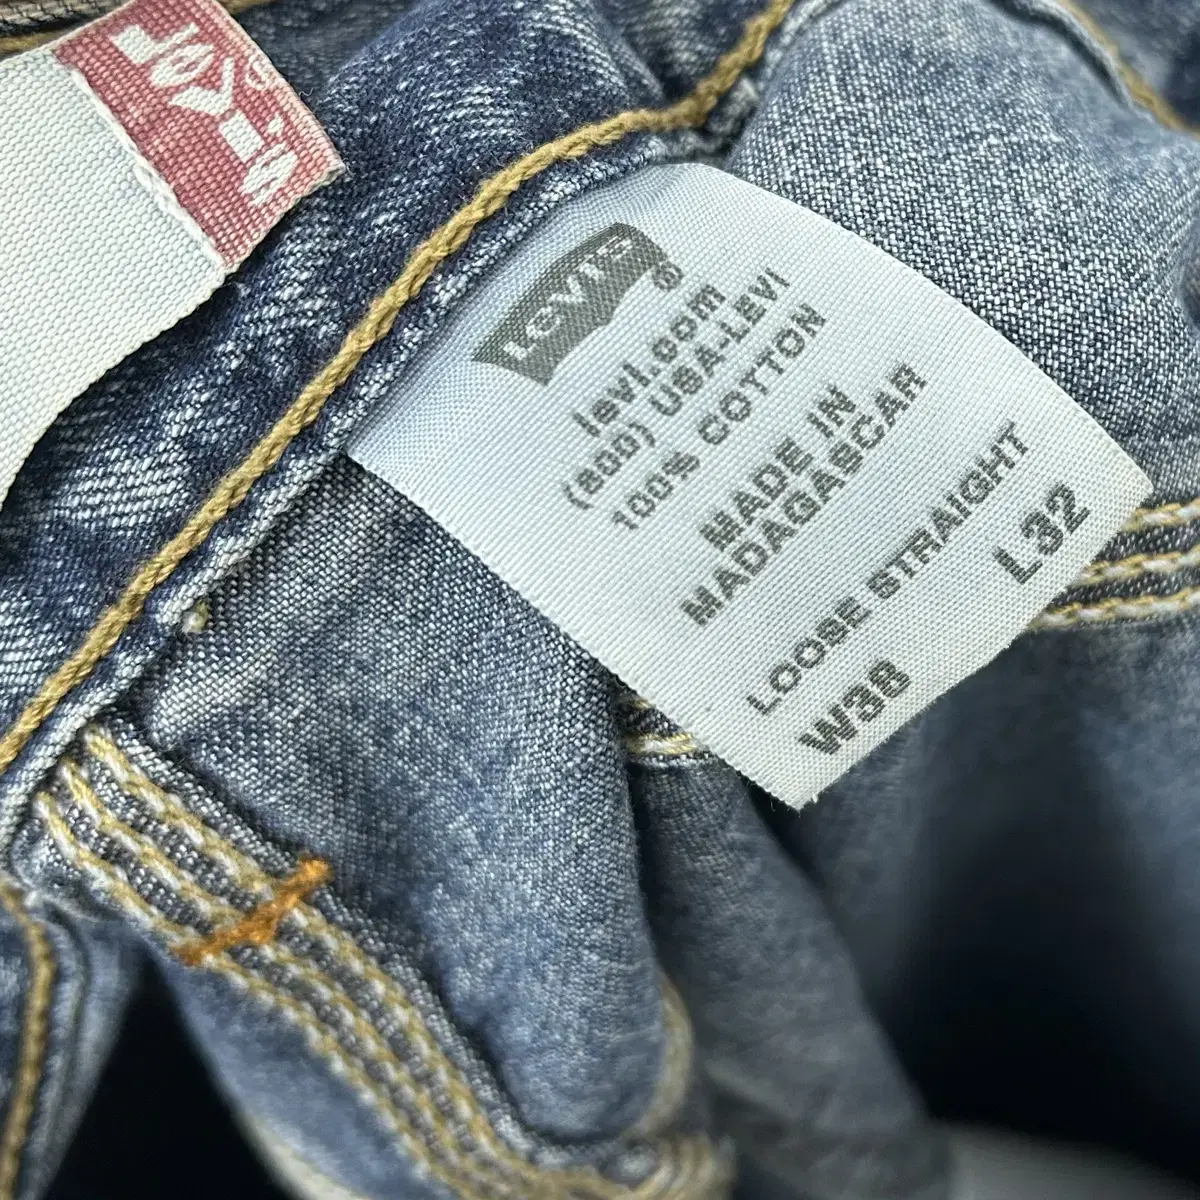 LEVI'S
LEVI'S
®
levi.com
(800) USA-LEVI
100% COTTON
MADE IN
MADAGASCAR
LOOSE STRAIGHT
W38 L32